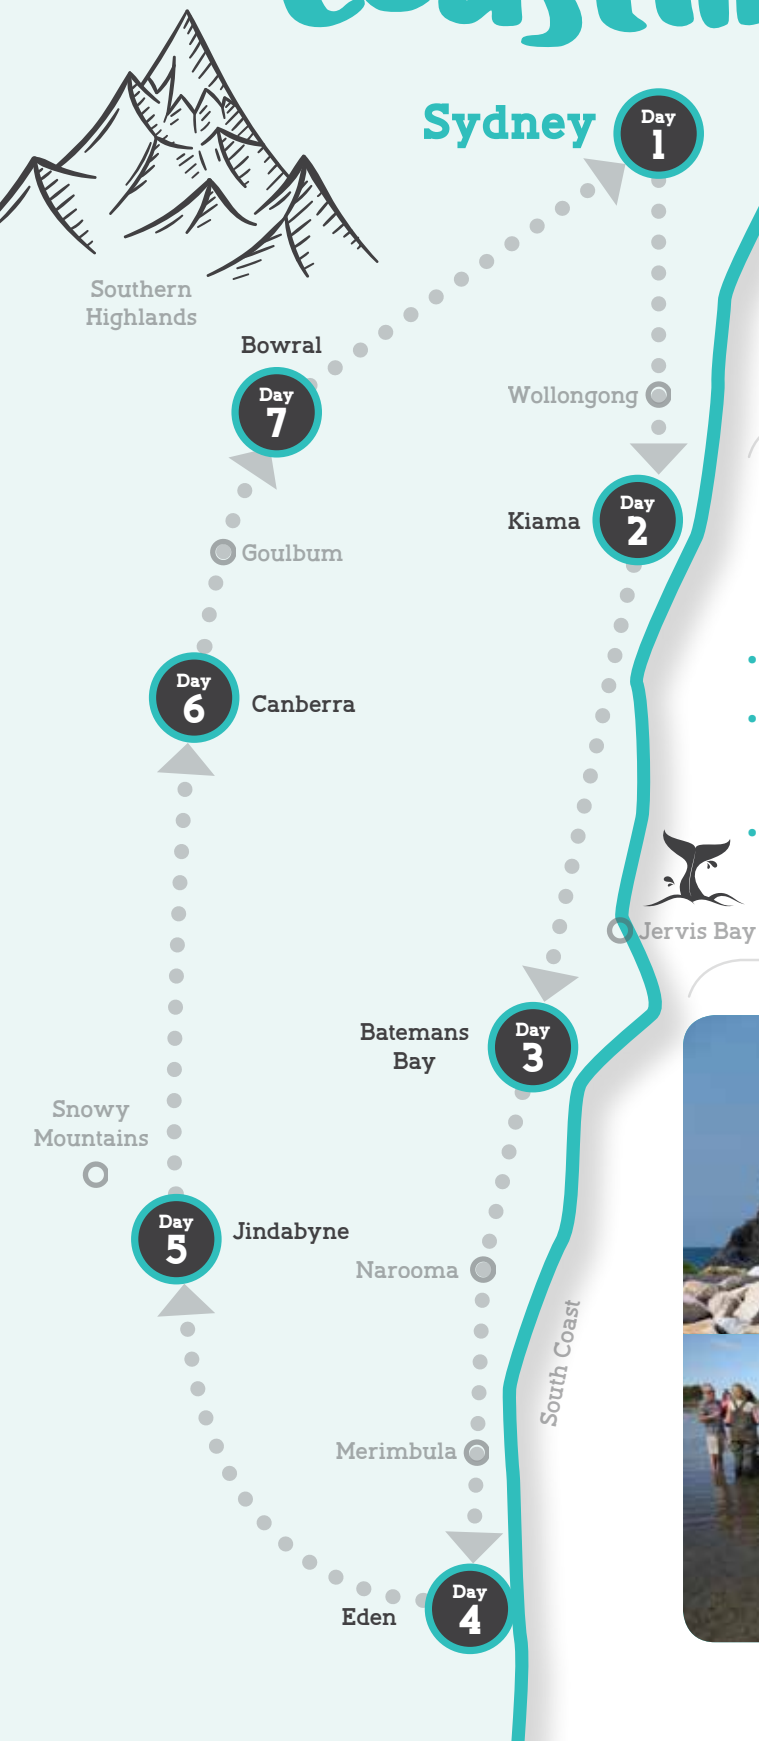 Sydney
Day
1
Southern
Highlands
Bowral
Day
7
Wollongong
Day
2
Kiama
Goulbum
Day
6
Canberra
Jervis Bay
Batemans
Bay
Day
3
Snowy
Mountains
Day
5
Jindabyne
Narooma
South Coast
Merimbula
Eden
Day
4